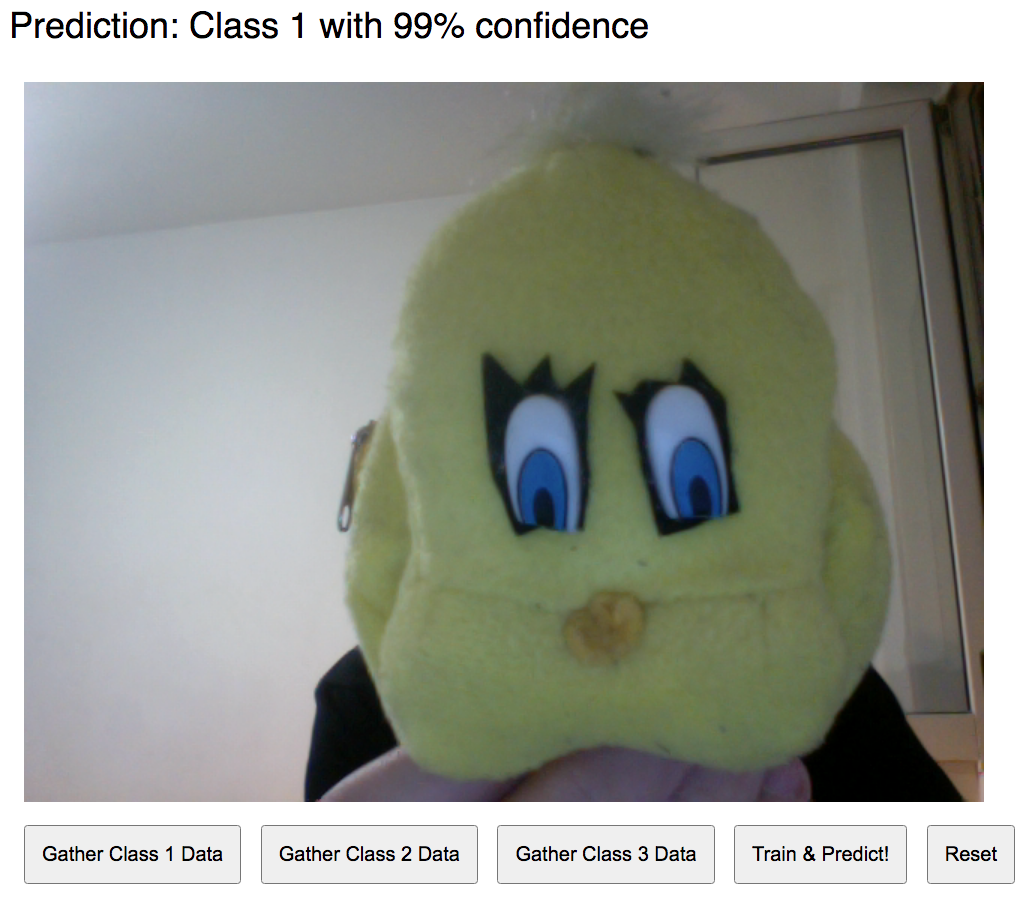 Prediction: Class 1 with 99% confidence
Gather Class 1 Data
Gather Class 2 Data
Gather Class 3 Data
Train & Predict!
Reset